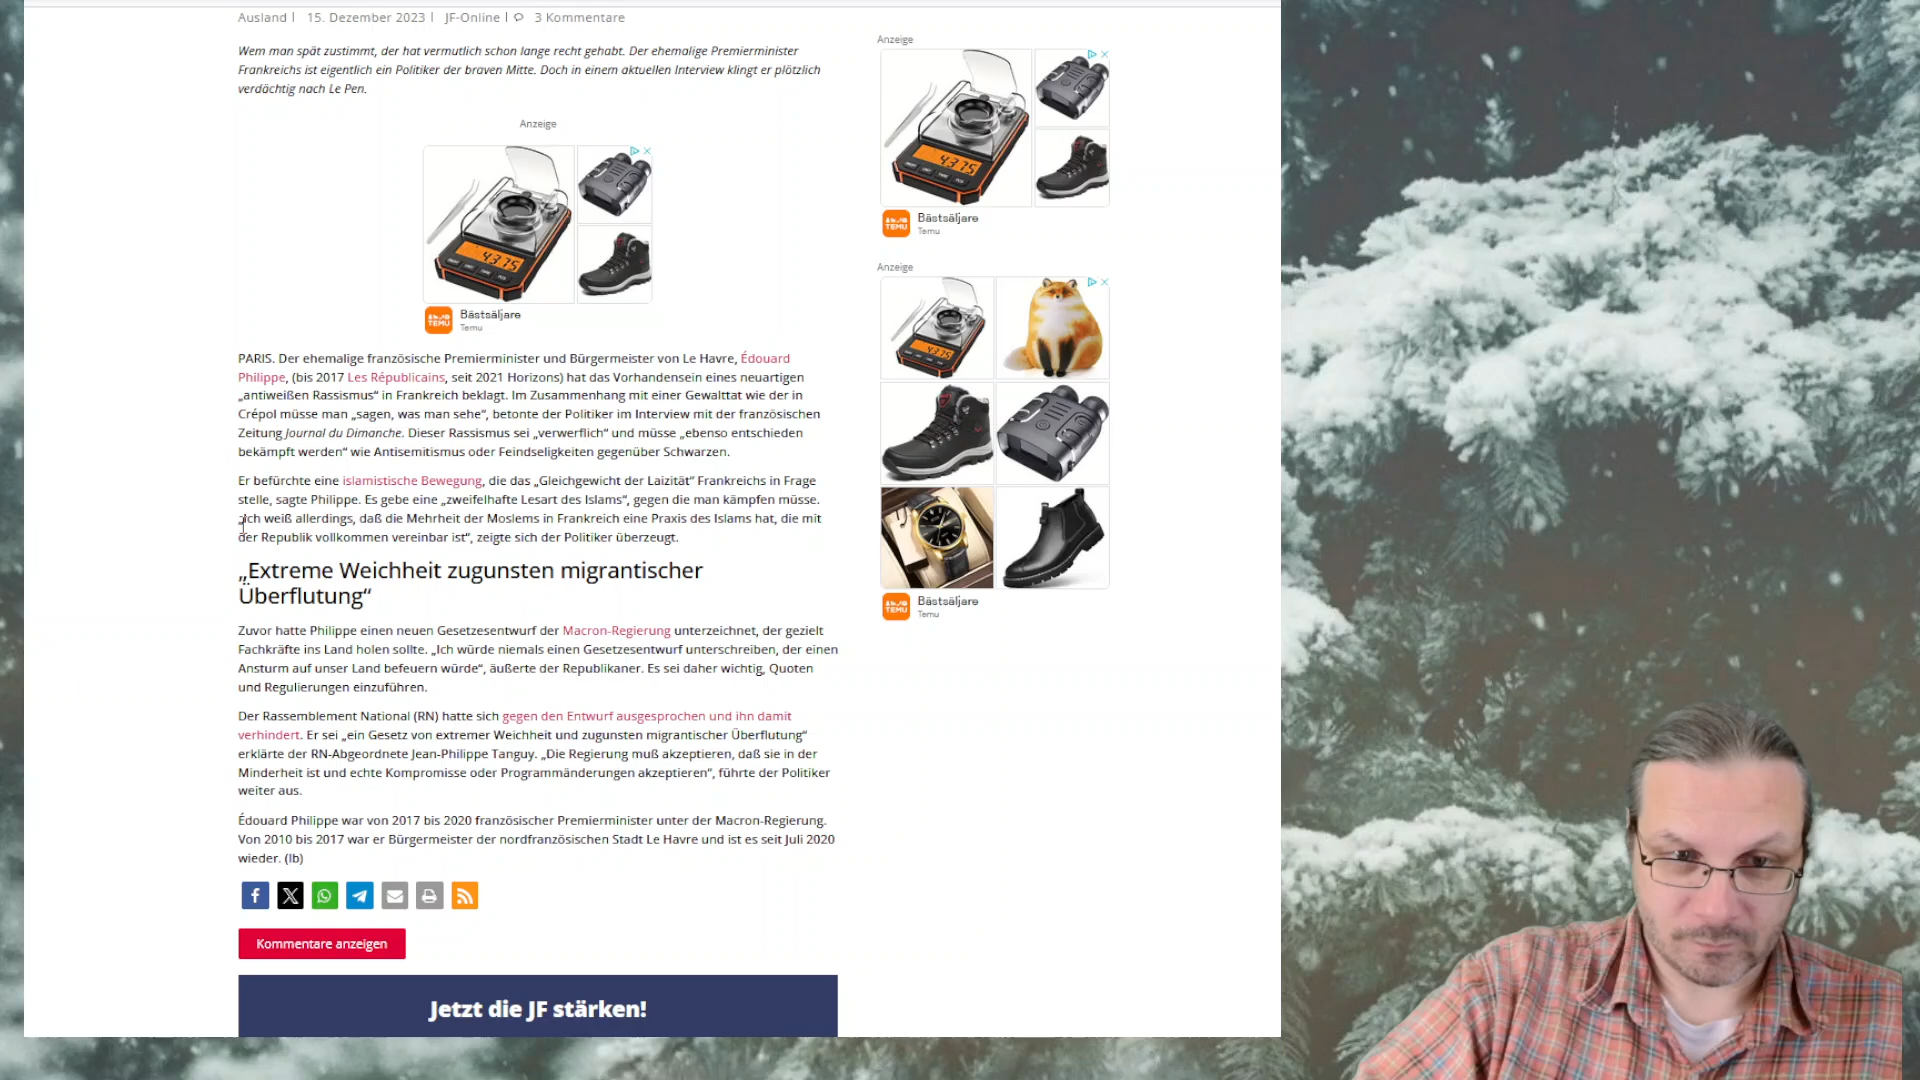 Ausland | 15. Dezember 2023 | JF-Online | 3 Kommentare
Wem man spät zustimmt, der hat vermutlich schon lange recht gehabt. Der ehemalige Premierminister
Frankreichs ist eigentlich ein Politiker der braven Mitte. Doch in einem aktuellen Interview klingt er plötzlich
verdächtig nach Le Pen.
Anzeige
4.375
TEMU
Bästsäljare
Temu
PARIS. Der ehemalige französische Premierminister und Bürgermeister von Le Havre, Édouard
Philippe, (bis 2017 Les Républicains, seit 2021 Horizons) hat das Vorhandensein eines neuartigen
„antiweißen Rassismus“ in Frankreich beklagt. Im Zusammenhang mit einer Gewalttat wie der in
Crépol müsse man „sagen, was man sehe“, betonte der Politiker im Interview mit der französischen
Zeitung Journal du Dimanche. Dieser Rassismus sei „verwerflich“ und müsse „ebenso entschieden
bekämpft werden“ wie Antisemitismus oder Feindseligkeiten gegenüber Schwarzen.
Er befürchte eine islamistische Bewegung, die das „Gleichgewicht der Laizität“ Frankreichs in Frage
stelle, sagte Philippe. Es gebe eine „zweifelhafte Lesart des Islams“, gegen die man kämpfen müsse.
„Ich weiß allerdings, daß die Mehrheit der Moslems in Frankreich eine Praxis des Islams hat, die mit
der Republik vollkommen vereinbar ist“, zeigte sich der Politiker überzeugt.
„Extreme Weichheit zugunsten migrantischer
Überflutung“
Zuvor hatte Philippe einen neuen Gesetzesentwurf der Macron-Regierung unterzeichnet, der gezielt
Fachkräfte ins Land holen sollte. „Ich würde niemals einen Gesetzesentwurf unterschreiben, der einen
Ansturm auf unser Land befeuern würde“, äußerte der Republikaner. Es sei daher wichtig, Quoten
und Regulierungen einzuführen.
Der Rassemblement National (RN) hatte sich gegen den Entwurf ausgesprochen und ihn damit
verhindert. Er sei „ein Gesetz von extremer Weichheit und zugunsten migrantischer Überflutung“
erklärte der RN-Abgeordnete Jean-Philippe Tanguy. „Die Regierung muß akzeptieren, daß sie in der
Minderheit ist und echte Kompromisse oder Programmänderungen akzeptieren“, führte der Politiker
weiter aus.
Édouard Philippe war von 2017 bis 2020 französischer Premierminister unter der Macron-Regierung.
Von 2010 bis 2017 war er Bürgermeister der nordfranzösischen Stadt Le Havre und ist es seit Juli 2020
wieder. (lb)
Kommentare anzeigen
Jetzt die JF stärken!
Anzeige
4.375
TEMU
Bästsäljare
Temu
Anzeige
4.375
TEMU
Bästsäljare
Temu